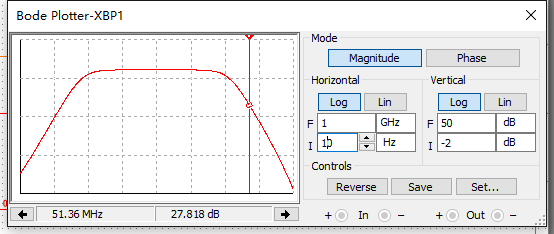 Bode Plotter-XBP1
Mode
Magnitude Phase
Horizontal Vertical
Log Lin Log Lin
F 1 GHz F 50 dB
I 10 Hz I -2 dB
Controls
Reverse Save Set...
51.36 MHz 27.818 dB + In − + Out −